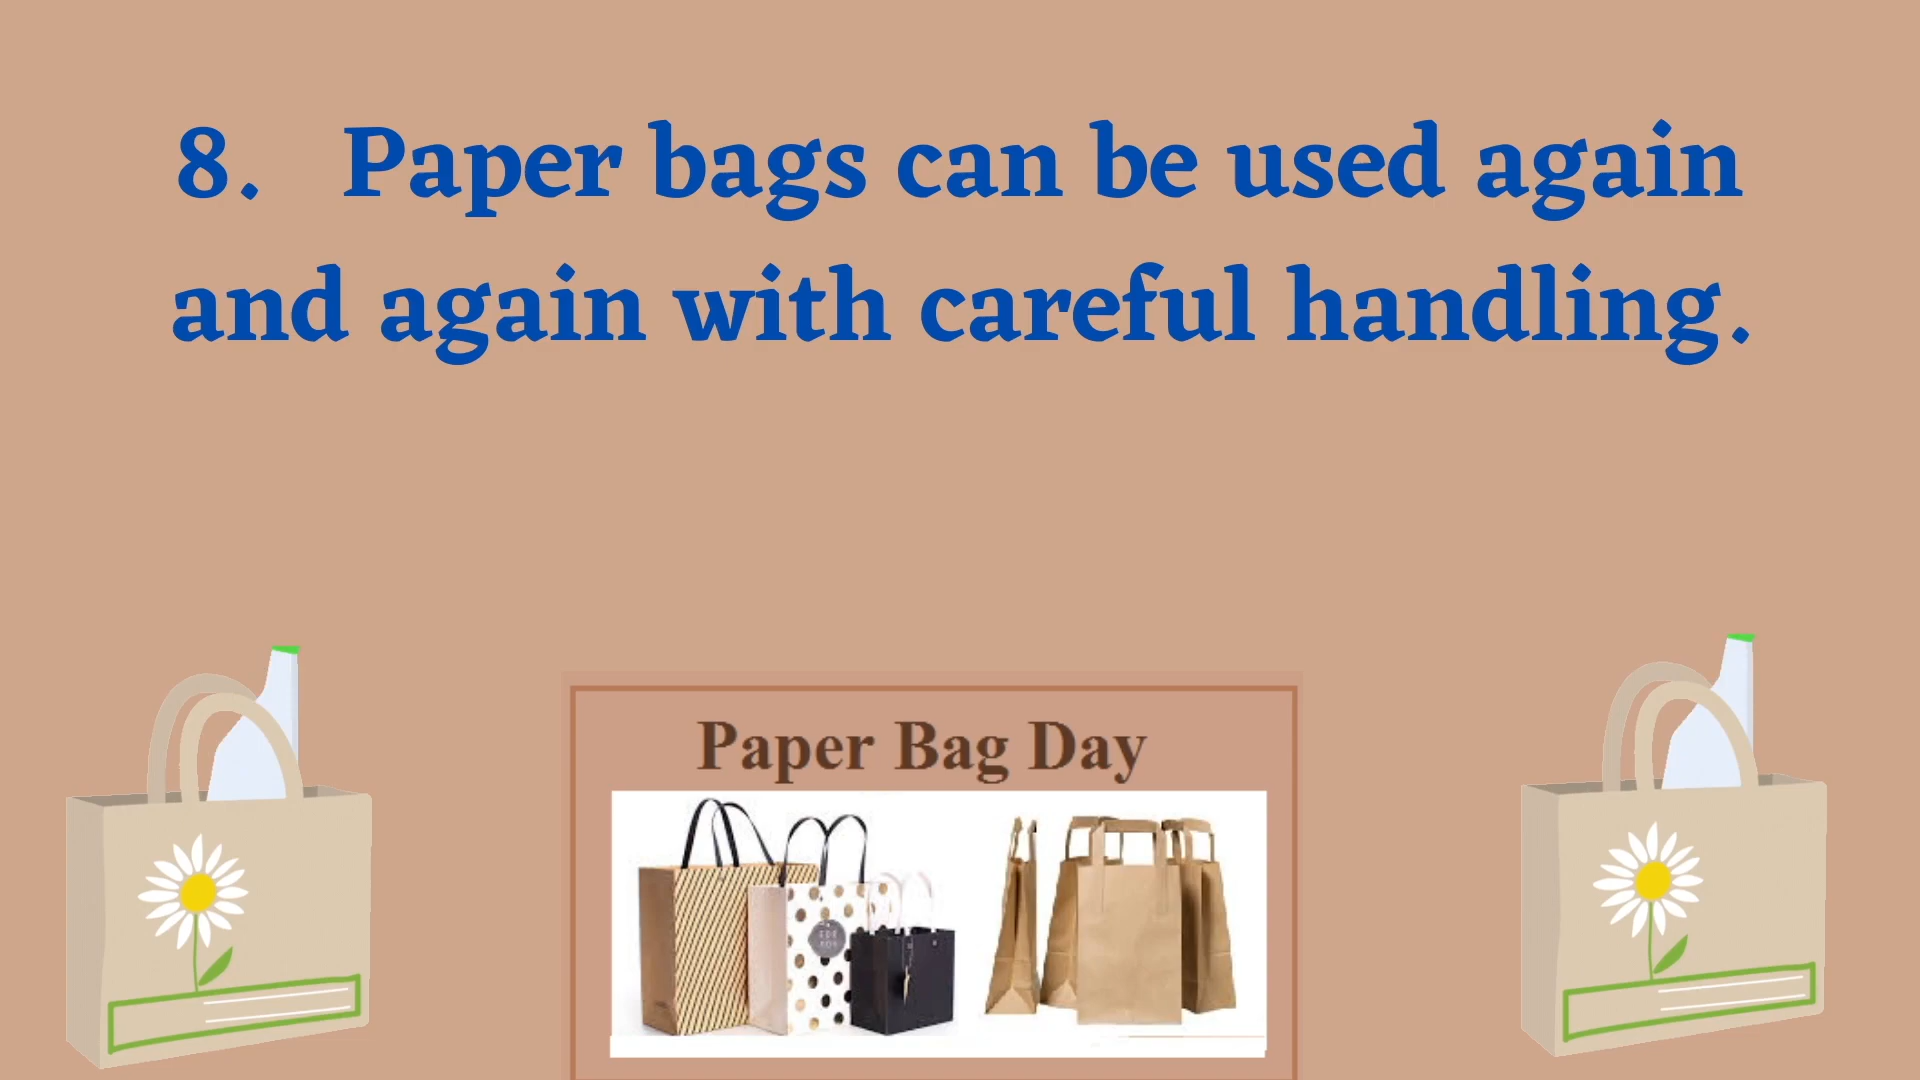 8. Paper bags can be used again
and again with careful handling.
Paper Bag Day